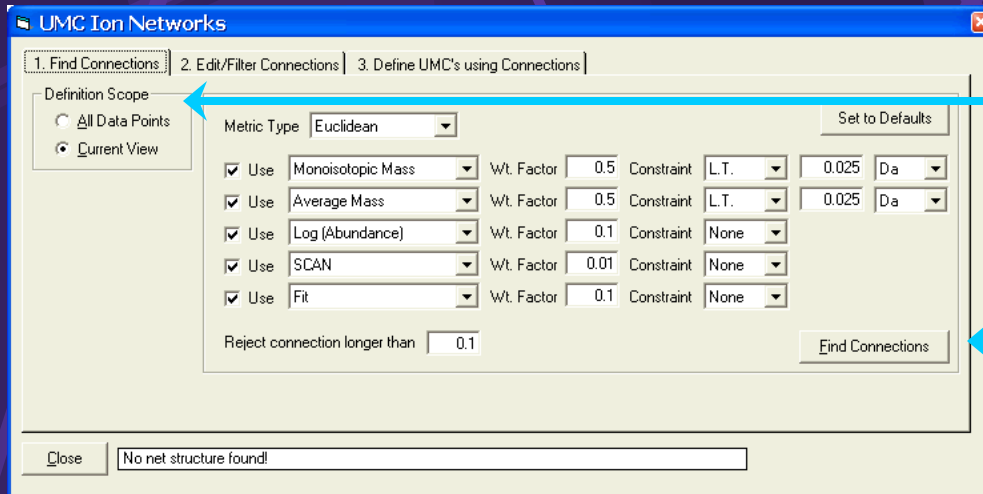 UMC Ion Networks
1. Find Connections 2. Edit/Filter Connections 3. Define UMC's using Connections
Definition Scope
All Data Points
Current View
Metric Type Euclidean Set to Defaults
Use Monoisotopic Mass Wt. Factor 0.5 Constraint L.T. 0.025 Da
Use Average Mass Wt. Factor 0.5 Constraint L.T. 0.025 Da
Use Log (Abundance) Wt. Factor 0.1 Constraint None
Use SCAN Wt. Factor 0.01 Constraint None
Use Fit Wt. Factor 0.1 Constraint None
Reject connection longer than 0.1 Find Connections
Close No net structure found!